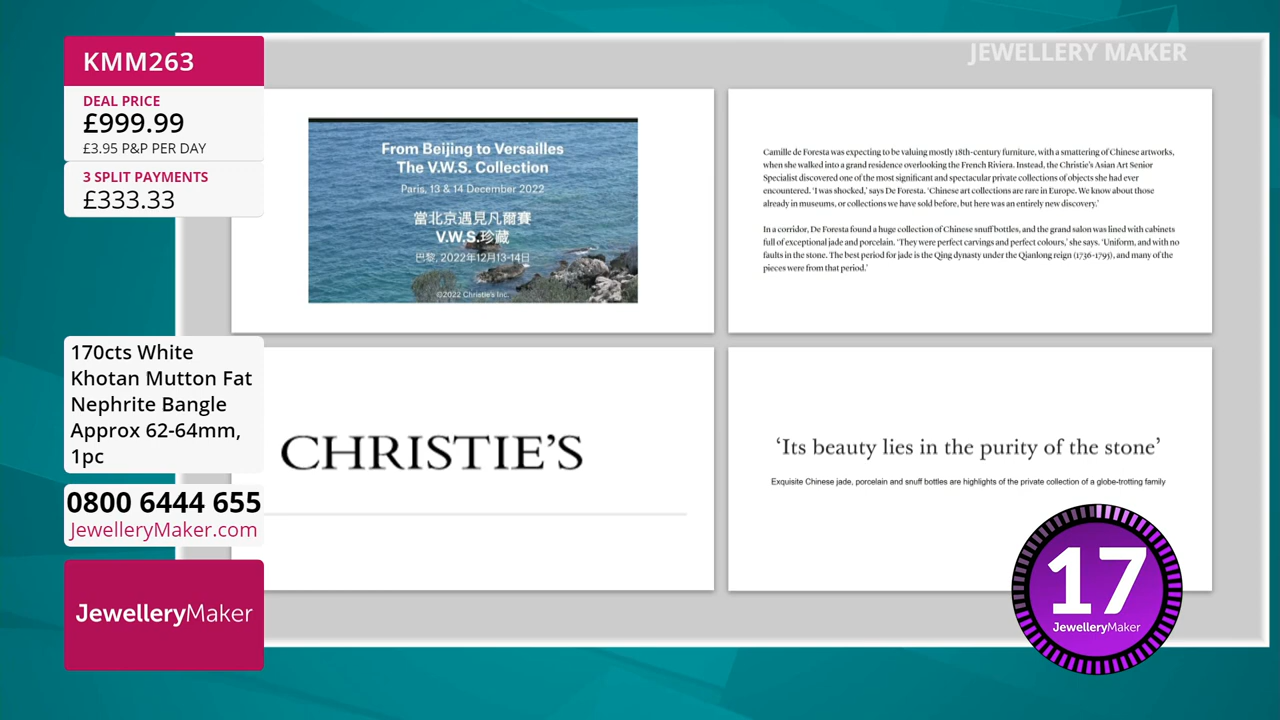 KMM263
DEAL PRICE
£999.99
£3.95 P&P PER DAY
3 SPLIT PAYMENTS
£333.33
170cts White
Khotan Mutton Fat
Nephrite Bangle
Approx 62-64mm,
1pc
0800 6444 655
JewelleryMaker.com
JewelleryMaker
JEWELLERY MAKER
From Beijing to Versailles
The V.W.S. Collection
Paris, 13 & 14 December 2022
當北京遇見凡爾賽
V.W.S.珍藏
巴黎, 2022年12月13-14日
©2022 Christie's Inc.
Camille de Foresta was expecting to be valuing mostly 18th-century furniture, with a smattering of Chinese artworks,
when she walked into a grand residence overlooking the French Riviera. Instead, the Christie's Asian Art Senior
Specialist discovered one of the most significant and spectacular private collections of objects she had ever
encountered. 'I was shocked,' says De Foresta. 'Chinese art collections are rare in Europe. We know about those
already in museums, or collections we have sold before, but here was an entirely new discovery.'
In a corridor, De Foresta found a huge collection of Chinese snuff bottles, and the grand salon was lined with cabinets
full of exceptional jade and porcelain. 'They were perfect carvings and perfect colours,' she says. 'Uniform, and with no
faults in the stone. The best period for jade is the Qing dynasty under the Qianlong reign (1736-1795), and many of the
pieces were from that period.'
CHRISTIE'S
'Its beauty lies in the purity of the stone'
Exquisite Chinese jade, porcelain and snuff bottles are highlights of the private collection of a globe-trotting family
17
JewelleryMaker